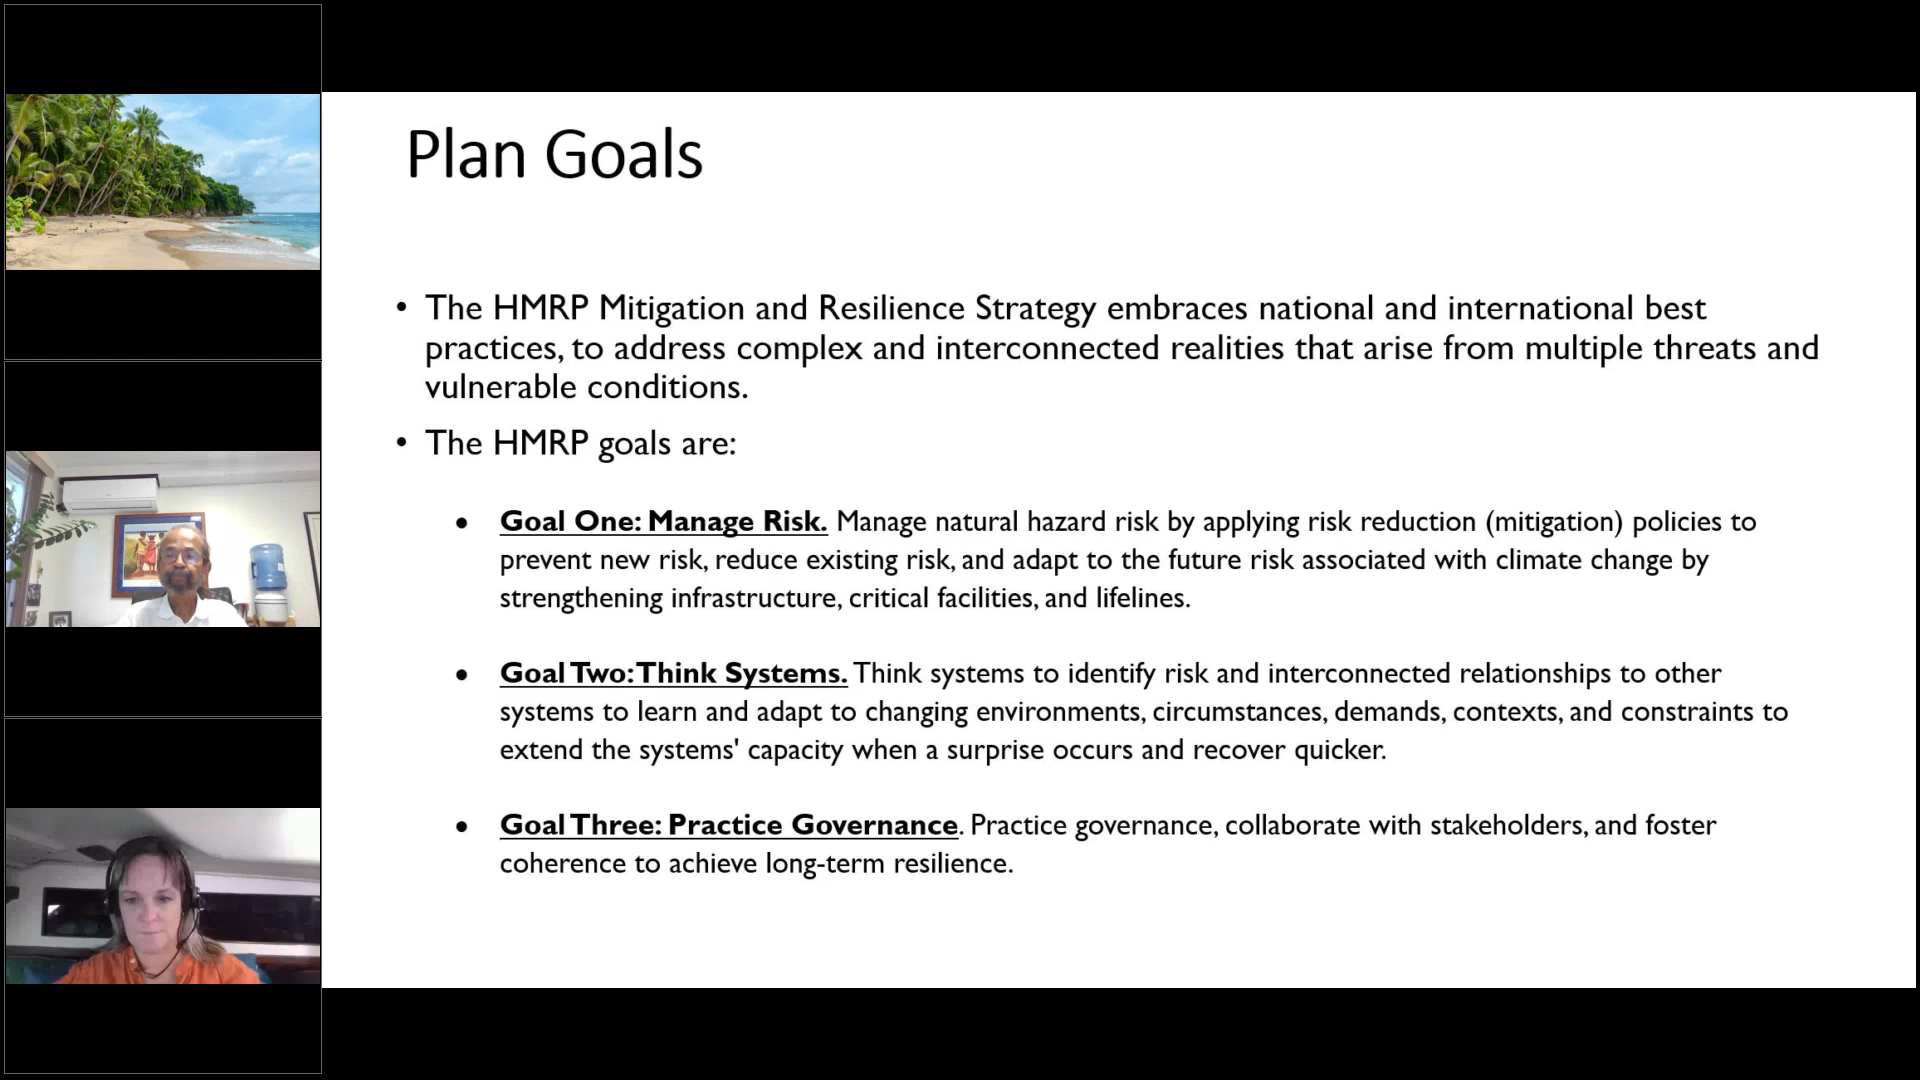 Plan Goals
• The HMRP Mitigation and Resilience Strategy embraces national and international best
practices, to address complex and interconnected realities that arise from multiple threats and
vulnerable conditions.
• The HMRP goals are:
• Goal One: Manage Risk. Manage natural hazard risk by applying risk reduction (mitigation) policies to
prevent new risk, reduce existing risk, and adapt to the future risk associated with climate change by
strengthening infrastructure, critical facilities, and lifelines.
• Goal Two: Think Systems. Think systems to identify risk and interconnected relationships to other
systems to learn and adapt to changing environments, circumstances, demands, contexts, and constraints to
extend the systems' capacity when a surprise occurs and recover quicker.
• Goal Three: Practice Governance. Practice governance, collaborate with stakeholders, and foster
coherence to achieve long-term resilience.